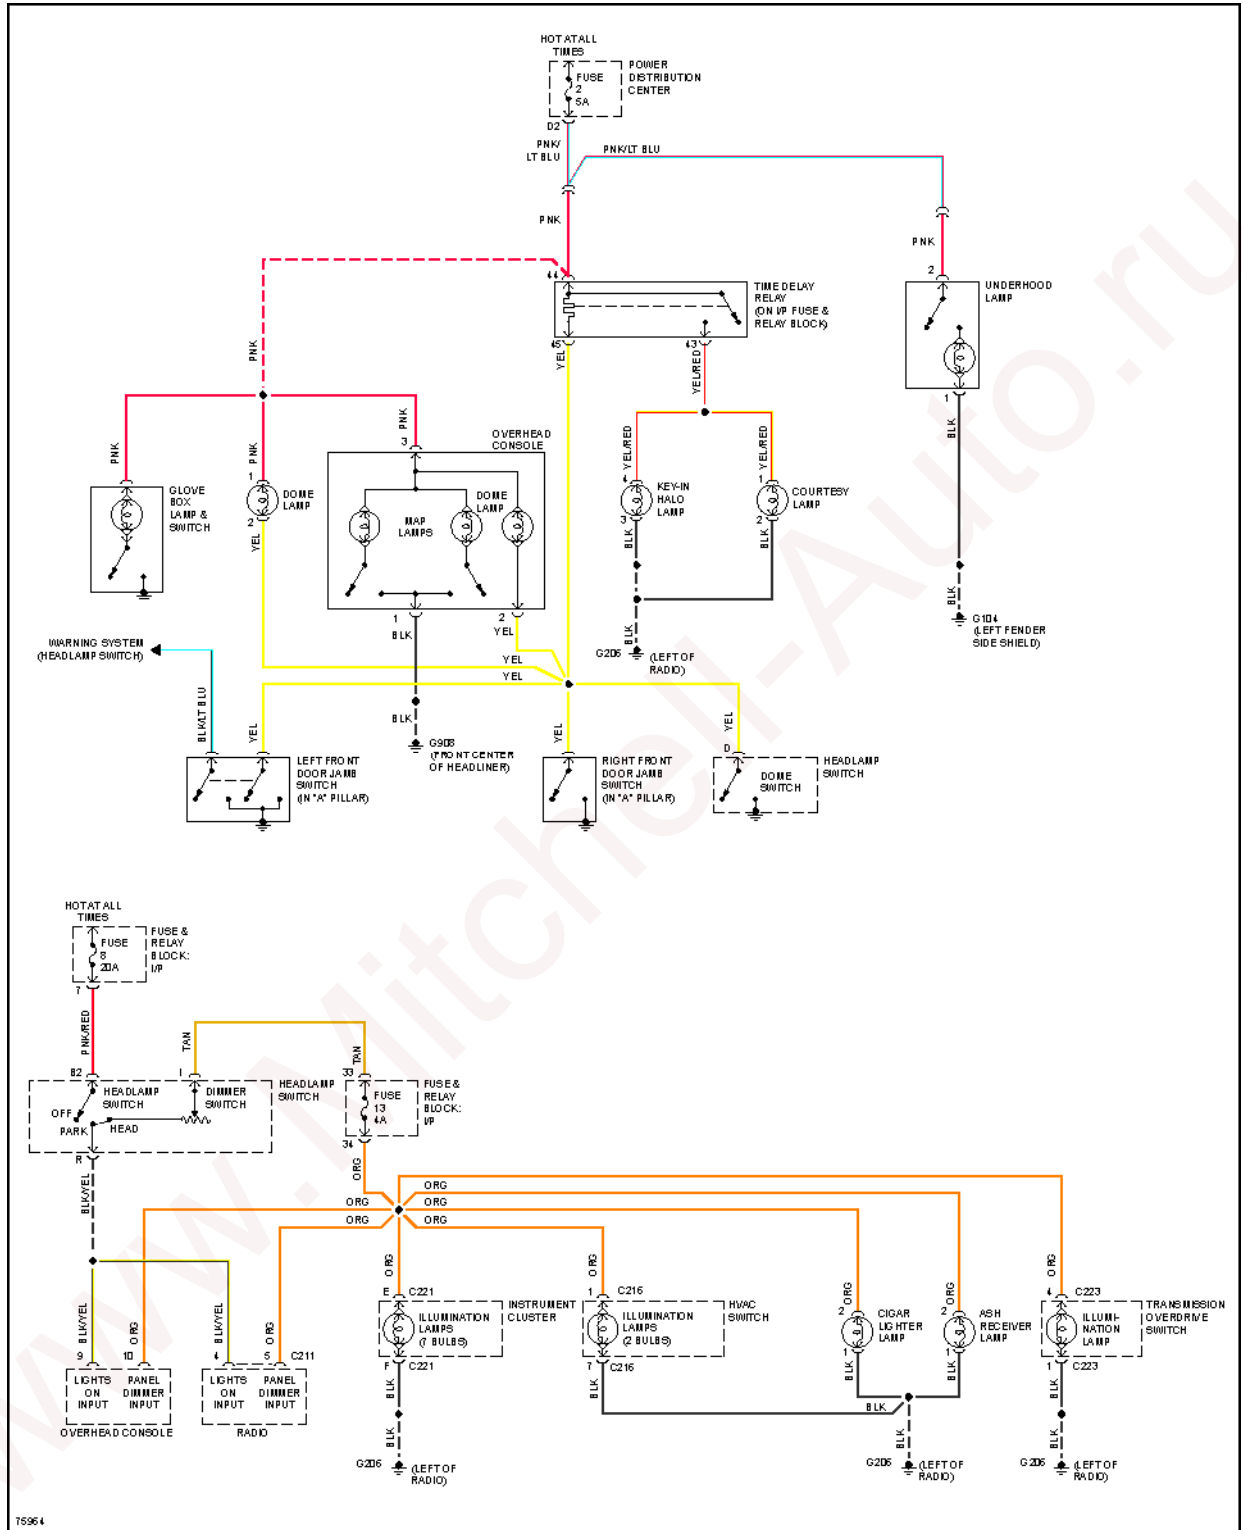 HOT AT ALL
TIMES
FUSE
2
5A
POWER
DISTRIBUTION
CENTER
D2
PNK/
LT BLU
PNK/LT BLU
PNK
PNK
2
44
TIME DELAY
RELAY
(ON I/P FUSE &
RELAY BLOCK)
UNDERHOOD
LAMP
45
43
YEL
YEL/RED
1
BLK
PNK
PNK
PNK
PNK
3
OVERHEAD
CONSOLE
GLOVE
BOX
LAMP &
SWITCH
1
DOME
LAMP
2
YEL
MAP
LAMPS
DOME
LAMP
YEL/RED
YEL/RED
4
KEY-IN
HALO
LAMP
3
BLK
1
COURTESY
LAMP
2
BLK
BLK
G104
(LEFT FENDER
SIDE SHIELD)
1
BLK
2
YEL
BLK
G206
(LEFT OF
RADIO)
WARNING SYSTEM
(HEADLAMP SWITCH)
YEL
YEL
BLK/LT BLU
YEL
BLK
G908
(FRONT CENTER
OF HEADLINER)
YEL
YEL
D
LEFT FRONT
DOOR JAMB
SWITCH
(IN "A" PILLAR)
RIGHT FRONT
DOOR JAMB
SWITCH
(IN "A" PILLAR)
DOME
SWITCH
HEADLAMP
SWITCH
HOT AT ALL
TIMES
FUSE
8
20A
FUSE &
RELAY
BLOCK:
I/P
7
PNK/RED
TAN
TAN
B2
I
33
HEADLAMP
SWITCH
DIMMER
SWITCH
OFF
PARK
HEAD
HEADLAMP
SWITCH
FUSE
13
4A
FUSE &
RELAY
BLOCK:
I/P
R
34
BLK/YEL
ORG
ORG
ORG
ORG
ORG
ORG
ORG
BLK/YEL
ORG
BLK/YEL
ORG
ORG
ORG
ORG
ORG
ORG
9
10
4
5
C211
LIGHTS
ON
INPUT
PANEL
DIMMER
INPUT
OVERHEAD CONSOLE
LIGHTS
ON
INPUT
PANEL
DIMMER
INPUT
RADIO
E
C221
ILLUMINATION
LAMPS
(7 BULBS)
INSTRUMENT
CLUSTER
F
C221
BLK
BLK
G206
(LEFT OF
RADIO)
1
C216
ILLUMINATION
LAMPS
(2 BULBS)
HVAC
SWITCH
7
C216
BLK
BLK
2
CIGAR
LIGHTER
LAMP
1
BLK
2
ASH
RECEIVER
LAMP
1
BLK
BLK
G206
(LEFT OF
RADIO)
4
C223
ILLUMI-
NATION
LAMP
TRANSMISSION
OVERDRIVE
SWITCH
1
C223
BLK
BLK
G206
(LEFT OF
RADIO)
75964
www.Mitchell-Auto.ru